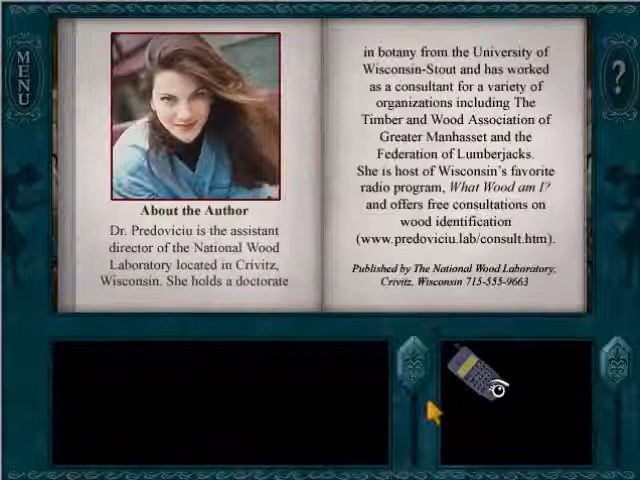 MENU
?
About the Author
Dr. Predoviciu is the assistant
director of the National Wood
Laboratory located in Crivitz,
Wisconsin. She holds a doctorate
in botany from the University of
Wisconsin-Stout and has worked
as a consultant for a variety of
organizations including The
Timber and Wood Association of
Greater Manhasset and the
Federation of Lumberjacks.
She is host of Wisconsin's favorite
radio program, What Wood am I?
and offers free consultations on
wood identification
(www.predoviciu.lab/consult.htm).
Published by The National Wood Laboratory,
Crivitz, Wisconsin 715-555-9663